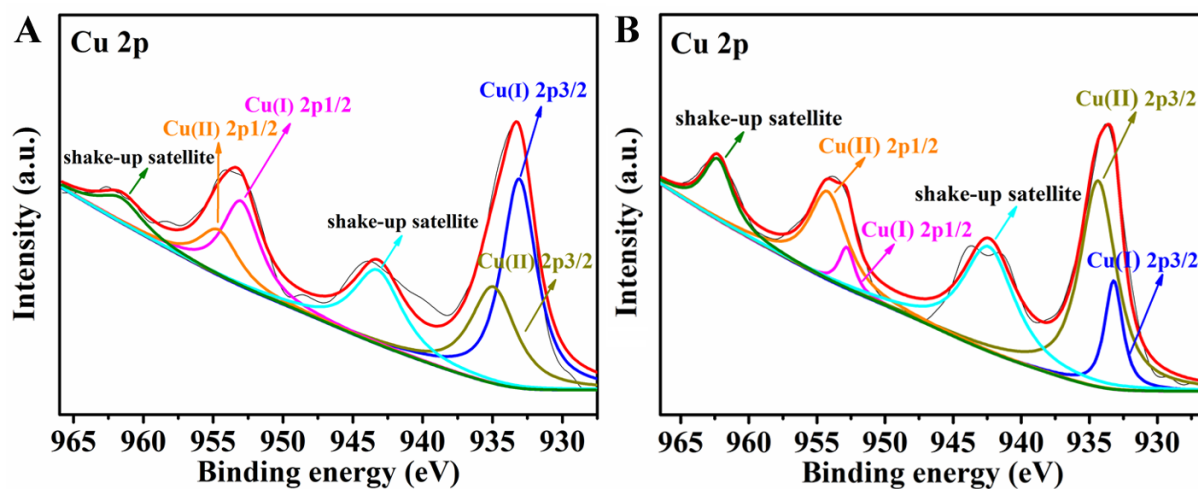 A
Cu 2p
Cu(I) 2p3/2
Cu(I) 2p1/2
Cu(II) 2p1/2
shake-up satellite
shake-up satellite
Cu(II) 2p3/2
Intensity (a.u.)
965 960 955 950 945 940 935 930
Binding energy (eV)
B
Cu 2p
Cu(II) 2p3/2
shake-up satellite
Cu(II) 2p1/2
shake-up satellite
Cu(I) 2p1/2
Cu(I) 2p3/2
Intensity (a.u.)
965 960 955 950 945 940 935 930
Binding energy (eV)